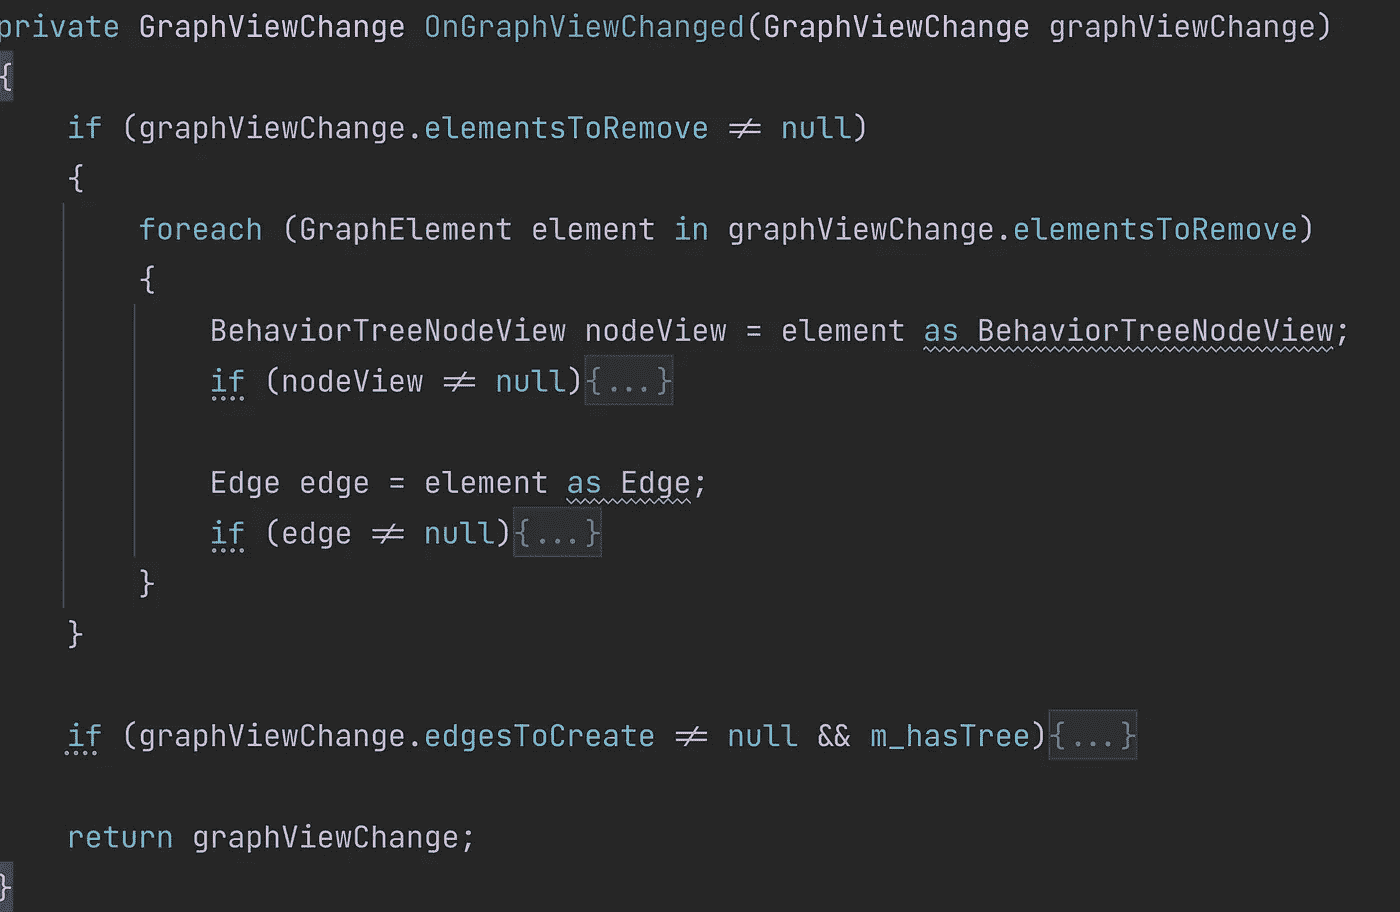 private GraphViewChange OnGraphViewChanged(GraphViewChange graphViewChange)
{
    if (graphViewChange.elementsToRemove ≠ null)
    {
        foreach (GraphElement element in graphViewChange.elementsToRemove)
        {
            BehaviorTreeNodeView nodeView = element as BehaviorTreeNodeView;
            if (nodeView ≠ null){...}
            Edge edge = element as Edge;
            if (edge ≠ null){...}
        }
    }
    if (graphViewChange.edgesToCreate ≠ null && m_hasTree){...}
    return graphViewChange;
}